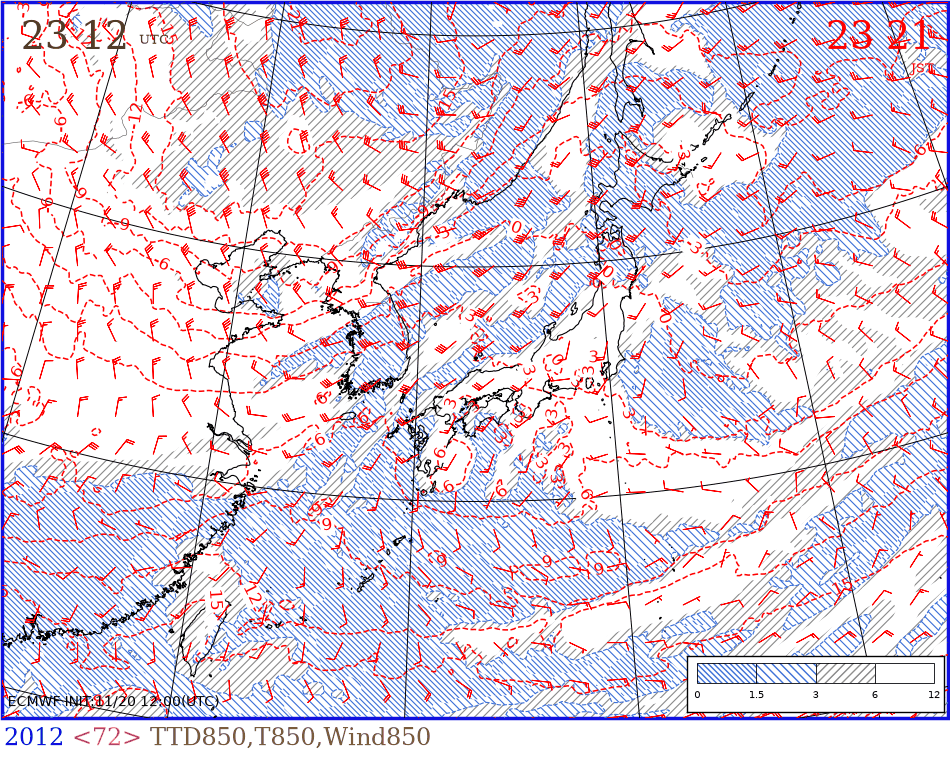 23 12 UTC
23 21
JST
ECMWF INIT:11/20 12:00(UTC)
0 1.5 3 6 12
2012 <72> TTD850,T850,Wind850